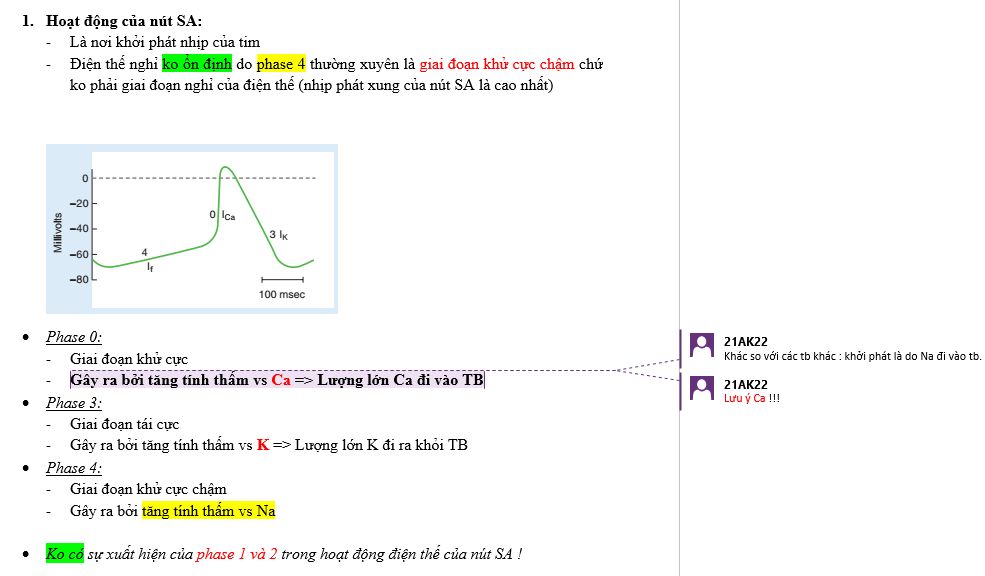 1. Hoạt động của nút SA:
- Là nơi khởi phát nhịp của tim
- Điện thế nghỉ ko ổn định do phase 4 thường xuyên là giai đoạn khử cực chậm chứ
ko phải giai đoạn nghỉ của điện thế (nhịp phát xung của nút SA là cao nhất)
Millivolts
0
–20
–40
–60
–80
4
If
0 ICa
3 IK
100 msec
• Phase 0:
- Giai đoạn khử cực
- Gây ra bởi tăng tính thấm vs Ca => Lượng lớn Ca đi vào TB
21AK22
Khác so với các tb khác : khởi phát là do Na đi vào tb.
21AK22
Lưu ý Ca !!!
• Phase 3:
- Giai đoạn tái cực
- Gây ra bởi tăng tính thấm vs K => Lượng lớn K đi ra khỏi TB
• Phase 4:
- Giai đoạn khử cực chậm
- Gây ra bởi tăng tính thấm vs Na
• Ko có sự xuất hiện của phase 1 và 2 trong hoạt động điện thế của nút SA !